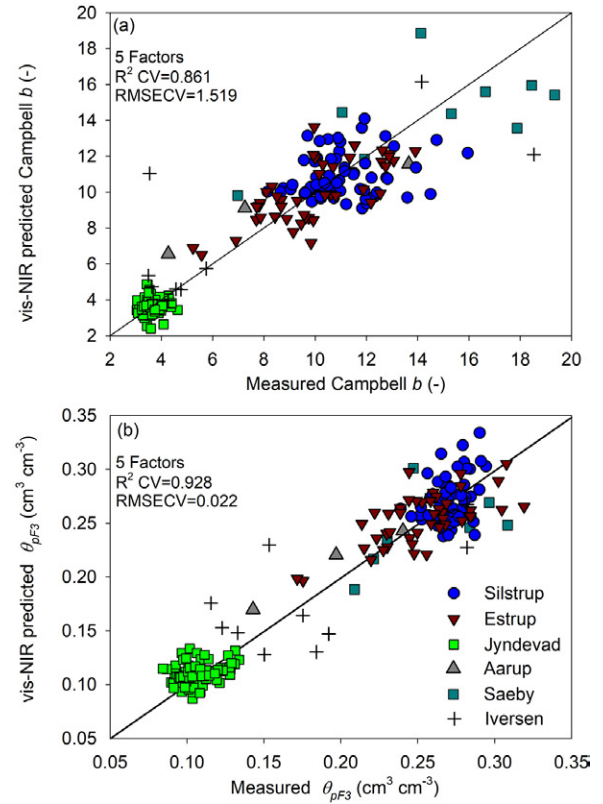 (a)
5 Factors
R² CV=0.861
RMSECV=1.519
vis-NIR predicted Campbell b (-)
20
18
16
14
12
10
8
6
4
2
2 4 6 8 10 12 14 16 18 20
Measured Campbell b (-)
(b)
5 Factors
R² CV=0.928
RMSECV=0.022
vis-NIR predicted θpF3 (cm³ cm⁻³)
0.35
0.30
0.25
0.20
0.15
0.10
0.05
Silstrup
Estrup
Jyndevad
Aarup
Saeby
Iversen
0.05 0.10 0.15 0.20 0.25 0.30 0.35
Measured θpF3 (cm³ cm⁻³)